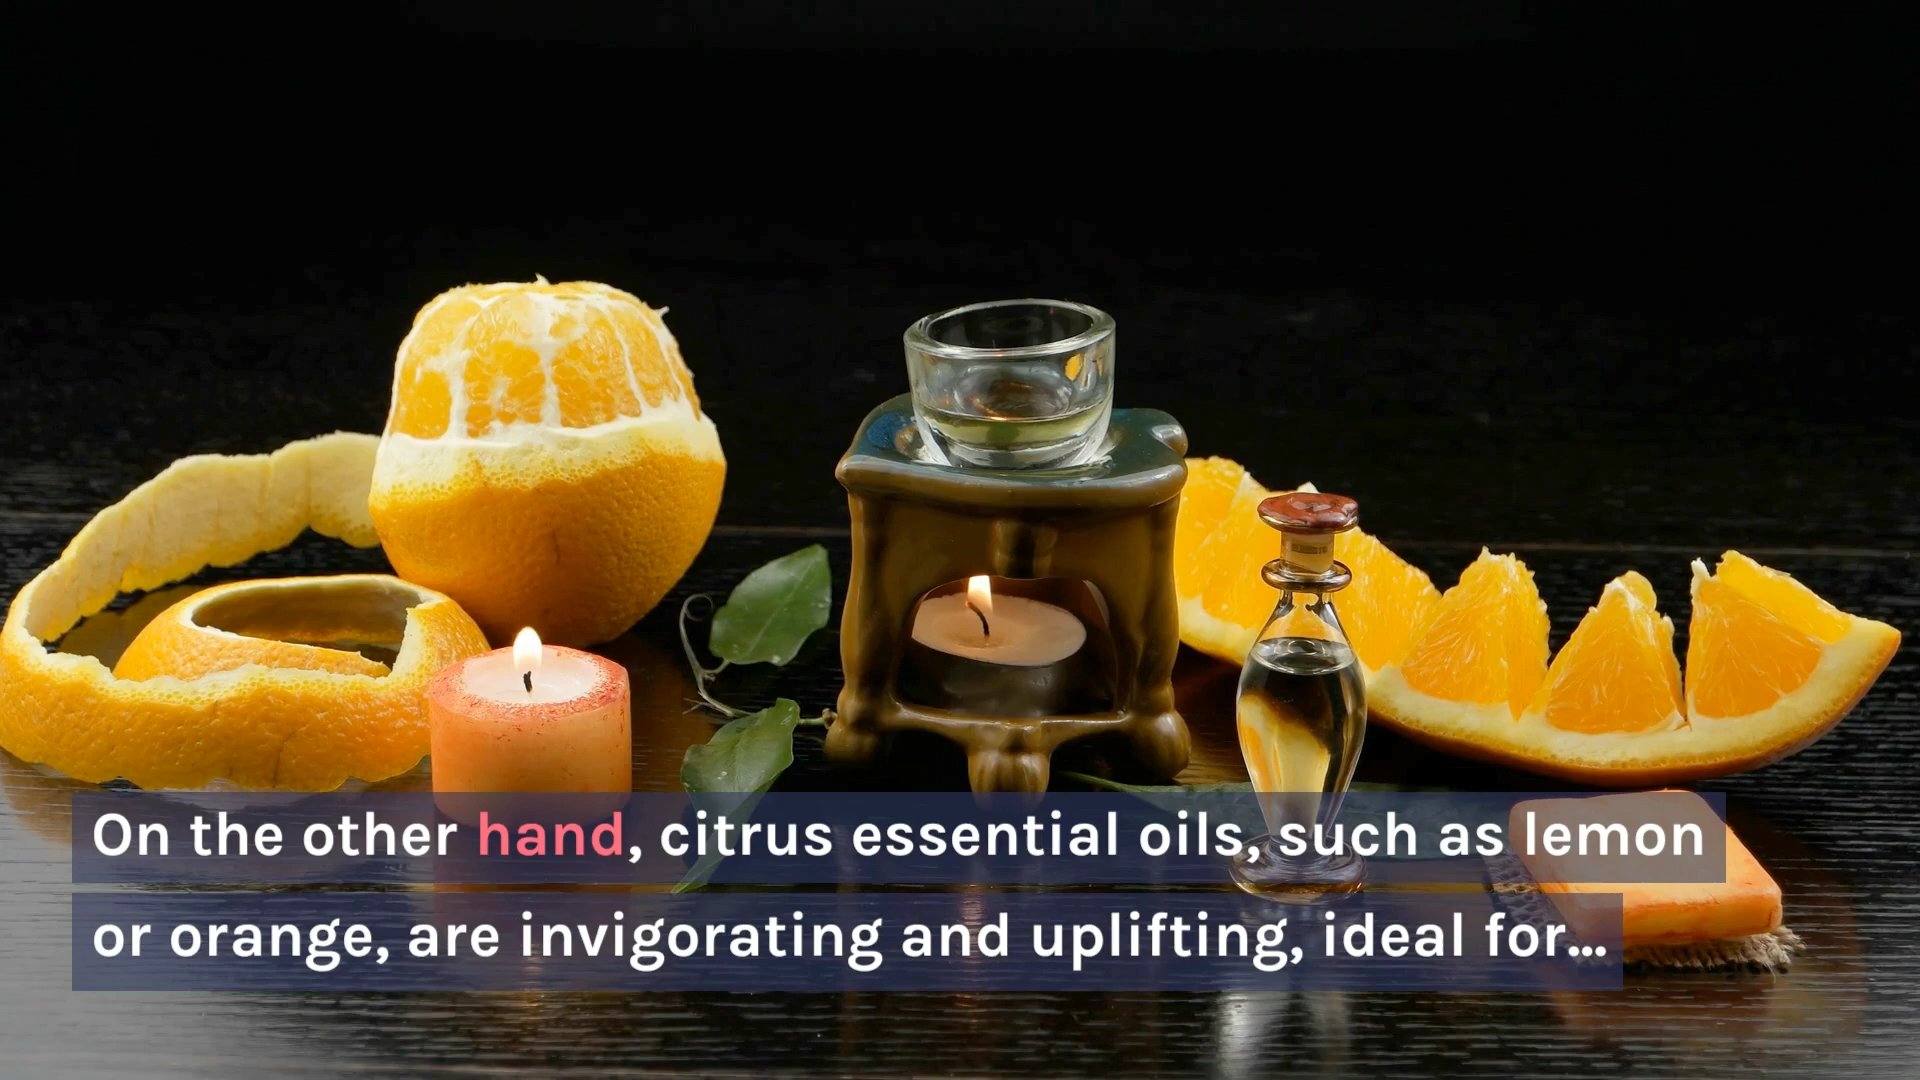 On the other hand, citrus essential oils, such as lemon
or orange, are invigorating and uplifting, ideal for...